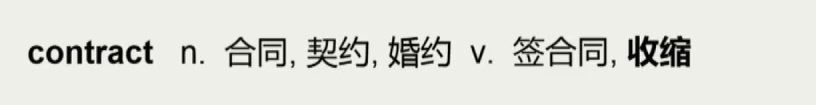 contract n. 合同, 契约, 婚约 v. 签合同, 收缩